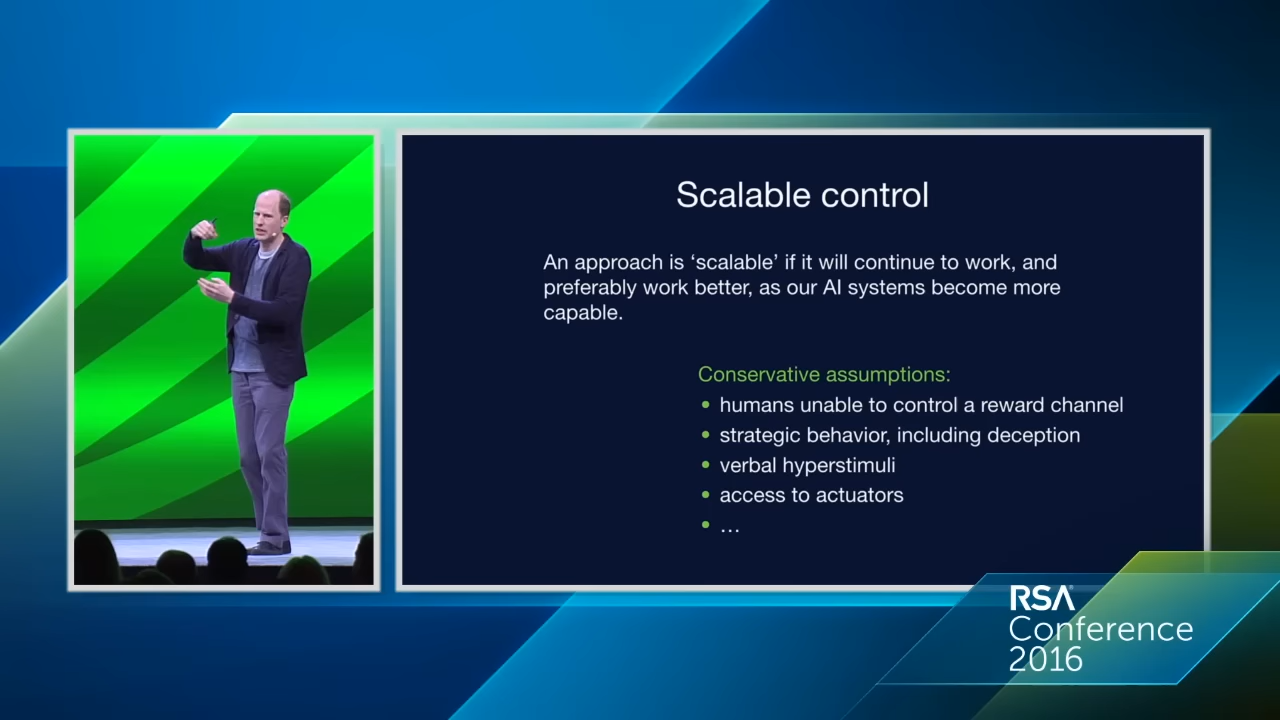 Scalable control
An approach is ‘scalable’ if it will continue to work, and
preferably work better, as our AI systems become more
capable.
Conservative assumptions:
• humans unable to control a reward channel
• strategic behavior, including deception
• verbal hyperstimuli
• access to actuators
• ...
RSA
Conference
2016